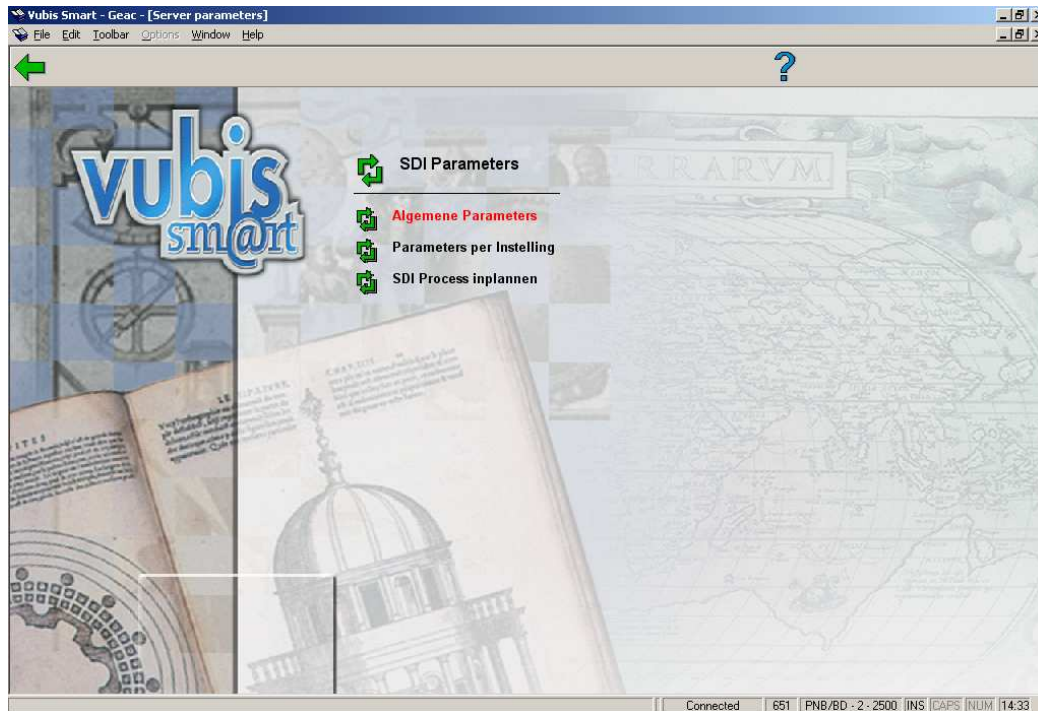 Vubis Smart - Geac - [Server parameters]
File Edit Toolbar Options Window Help
?
vubis
sm@rt
SDI Parameters
Algemene Parameters
Parameters per Instelling
SDI Process inplannen
RARVM
Connected 651 PNB/BD - 2 - 2500 INS CAPS NUM 14:33